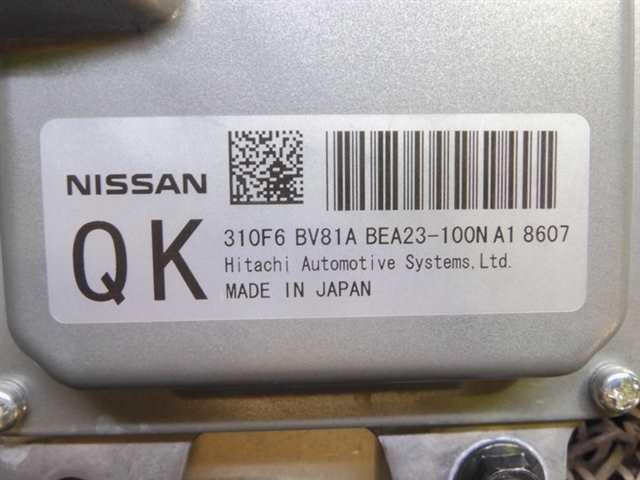 NISSAN
QK
310F6 BV81A BEA23-100N A1 8607
Hitachi Automotive Systems,Ltd.
MADE IN JAPAN